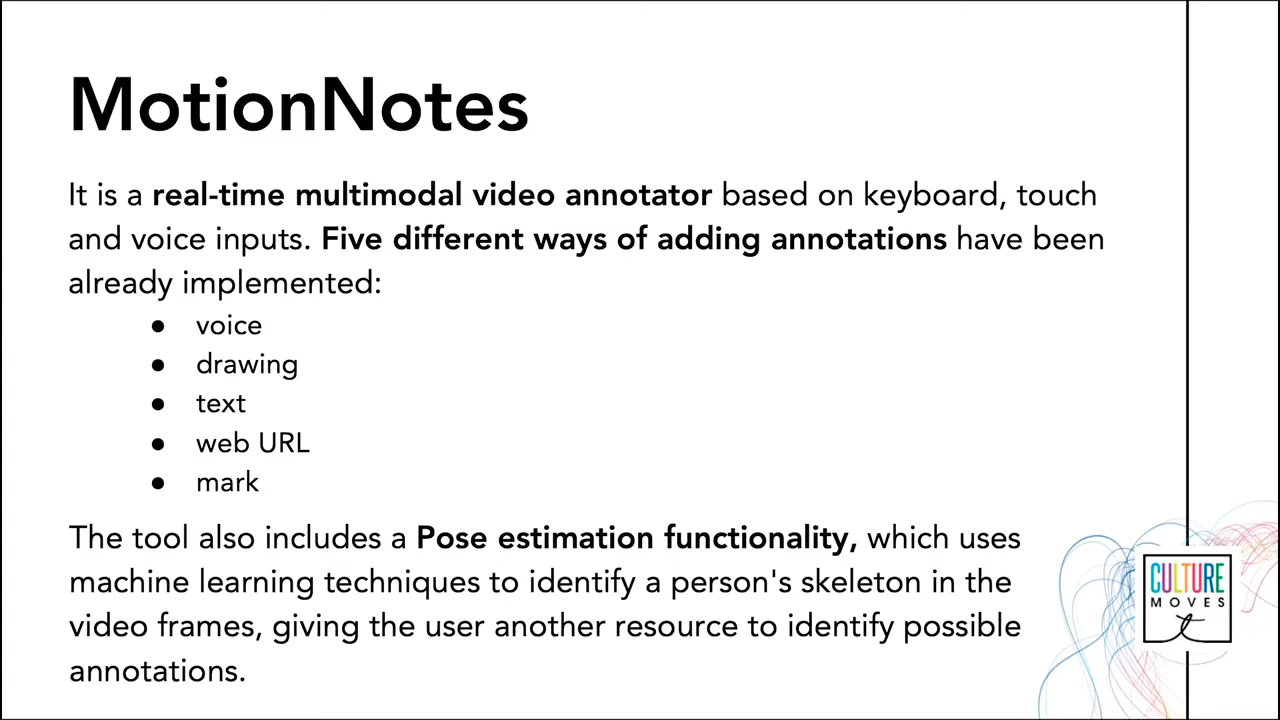 MotionNotes
It is a real-time multimodal video annotator based on keyboard, touch
and voice inputs. Five different ways of adding annotations have been
already implemented:
● voice
● drawing
● text
● web URL
● mark
The tool also includes a Pose estimation functionality, which uses
machine learning techniques to identify a person's skeleton in the
video frames, giving the user another resource to identify possible
annotations.
CULTURE
MOVES
t